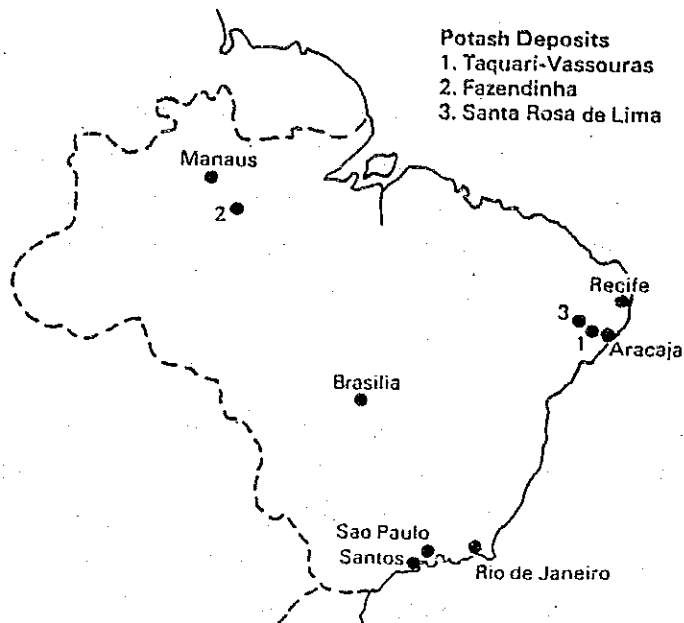 Potash Deposits
1. Taquari-Vassouras
2. Fazendinha
3. Santa Rosa de Lima
Manaus
2
Recife
3
1
Aracaja
Brasilia
Sao Paulo
Santos
Rio de Janeiro